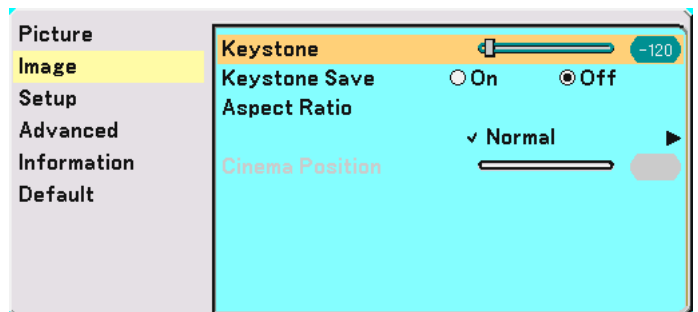 Picture
Image
Setup
Advanced
Information
Default
Keystone -120
Keystone Save On Off
Aspect Ratio
✓ Normal
Cinema Position